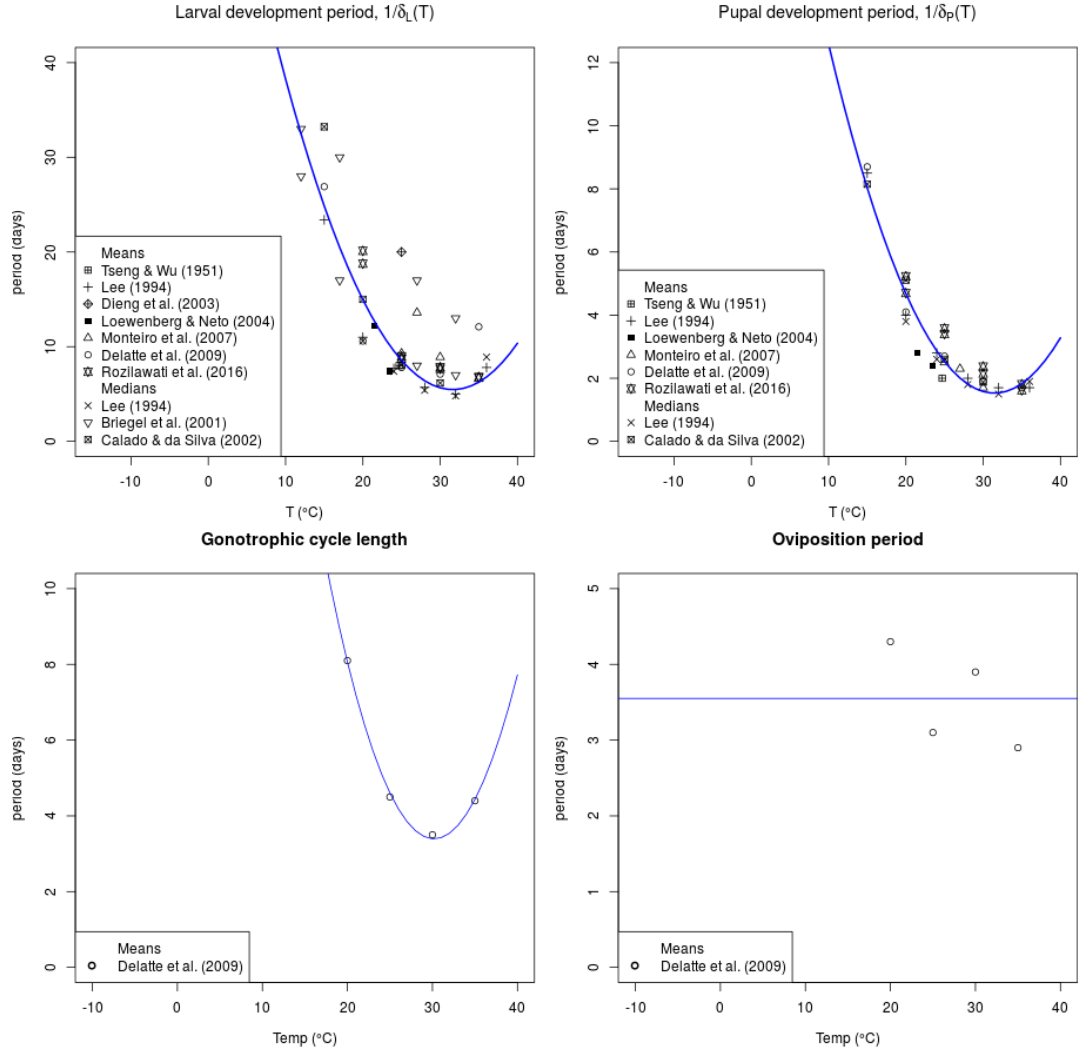 Larval development period, 1/δL(T)
period (days)
0
10
20
30
40
Means
Tseng & Wu (1951)
Lee (1994)
Dieng et al. (2003)
Loewenberg & Neto (2004)
Monteiro et al. (2007)
Delatte et al. (2009)
Rozilawati et al. (2016)
Medians
Lee (1994)
Briegel et al. (2001)
Calado & da Silva (2002)
-10 0 10 20 30 40
T (°C)
Pupal development period, 1/δP(T)
period (days)
0
2
4
6
8
10
12
Means
Tseng & Wu (1951)
Lee (1994)
Loewenberg & Neto (2004)
Monteiro et al. (2007)
Delatte et al. (2009)
Rozilawati et al. (2016)
Medians
Lee (1994)
Calado & da Silva (2002)
-10 0 10 20 30 40
T (°C)
Gonotrophic cycle length
period (days)
0
2
4
6
8
10
Means
Delatte et al. (2009)
-10 0 10 20 30 40
Temp (°C)
Oviposition period
period (days)
0
1
2
3
4
5
Means
Delatte et al. (2009)
-10 0 10 20 30 40
Temp (°C)